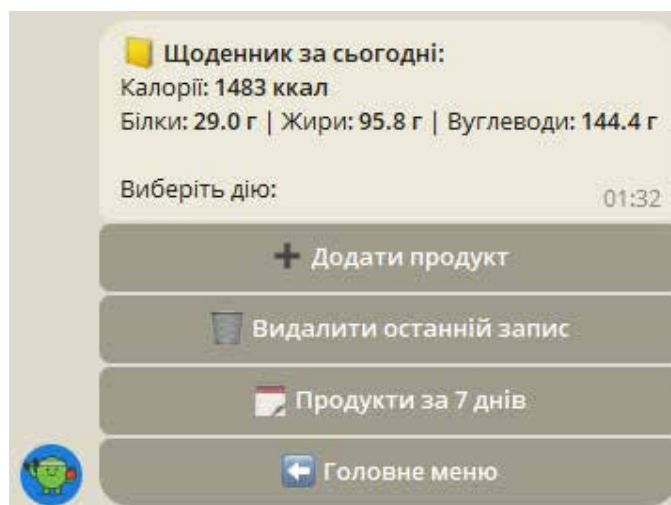 📒 Щоденник за сьогодні:
Калорії: 1483 ккал
Білки: 29.0 г | Жири: 95.8 г | Вуглеводи: 144.4 г
Виберіть дію:
01:32
➕ Додати продукт
🗑 Видалити останній запис
📅 Продукти за 7 днів
⬅️ Головне меню